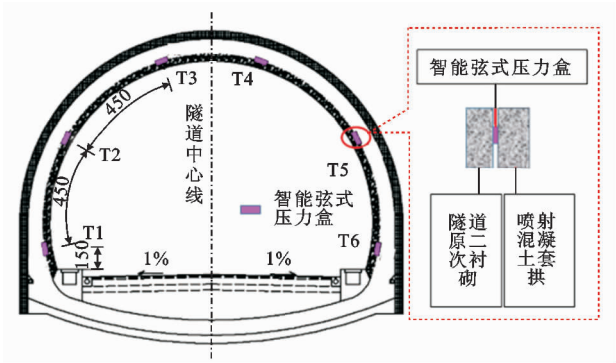 T3
T4
450
隧道中心线
T2
T5
450
智能弦式
压力盒
T1
T6
150
1%
1%
智能弦式压力盒
隧道
原二
次衬
砌
喷射
混凝
土套
拱